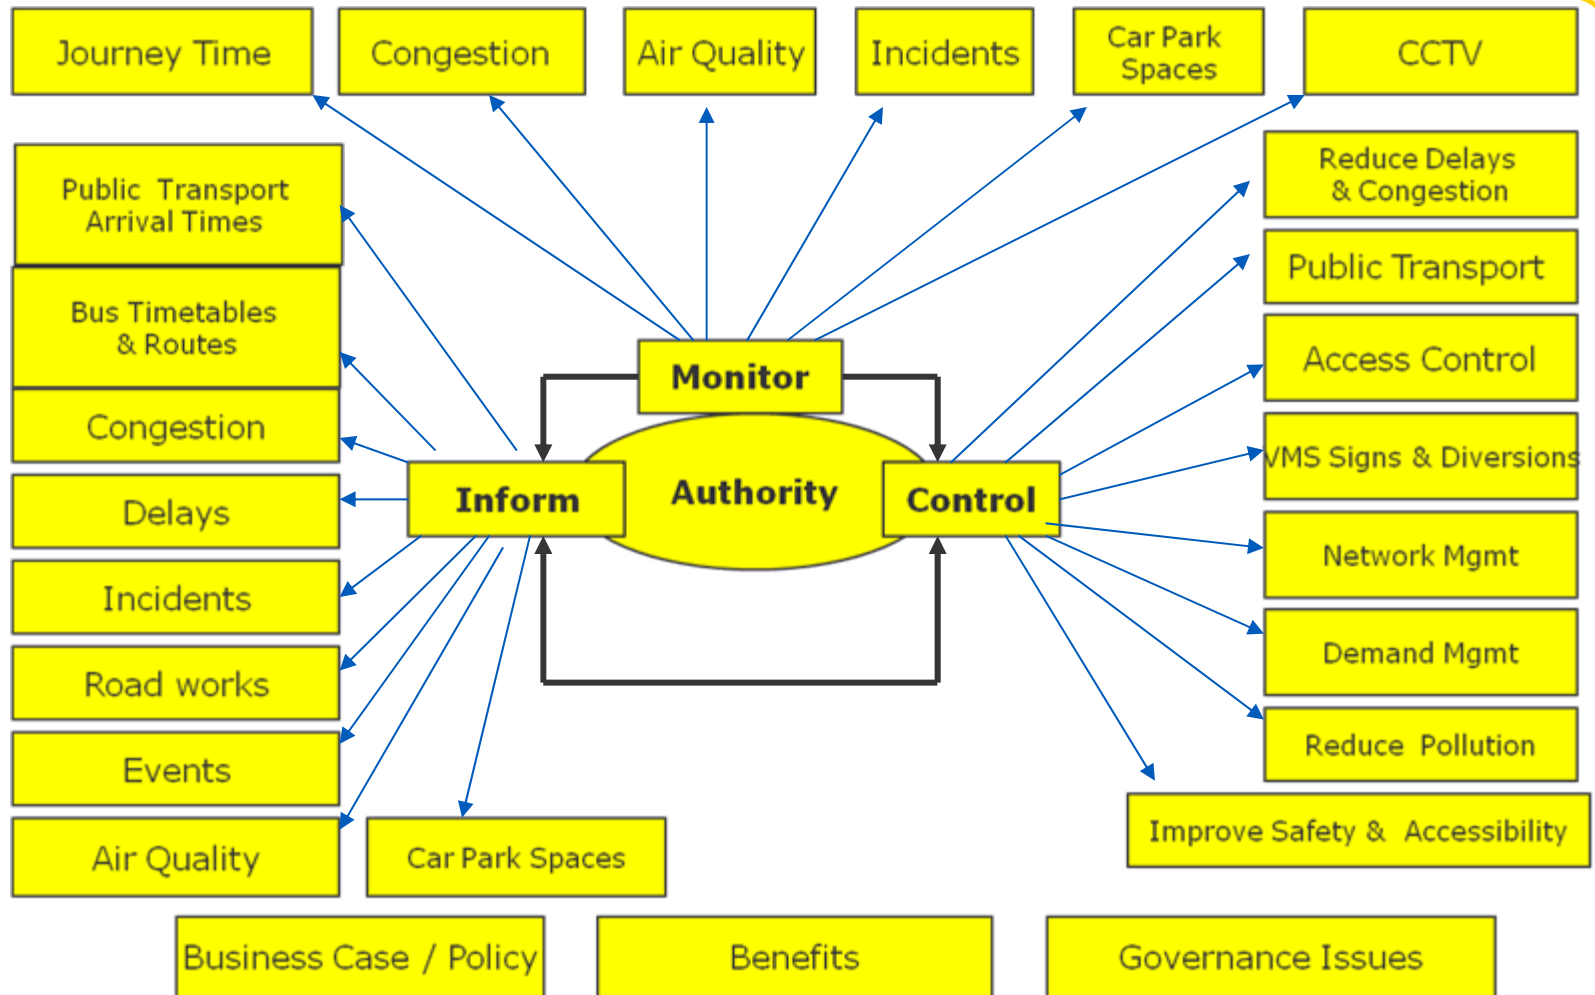 Journey Time
Congestion
Air Quality
Incidents
Car Park
Spaces
CCTV
Public Transport
Arrival Times
Bus Timetables
& Routes
Congestion
Delays
Incidents
Road works
Events
Air Quality
Car Park Spaces
Monitor
Inform
Authority
Control
Reduce Delays
& Congestion
Public Transport
Access Control
VMS Signs & Diversions
Network Mgmt
Demand Mgmt
Reduce Pollution
Improve Safety & Accessibility
Business Case / Policy
Benefits
Governance Issues